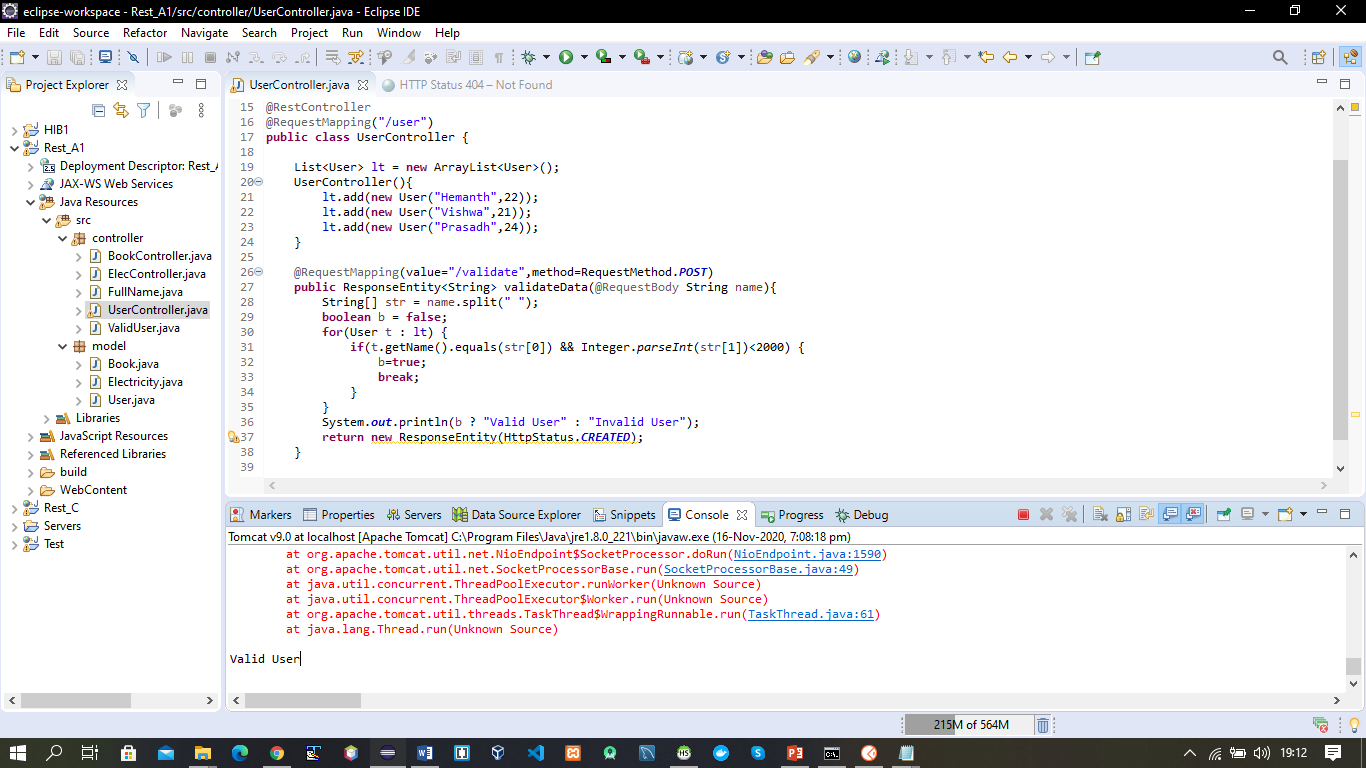 eclipse-workspace - Rest_A1/src/controller/UserController.java - Eclipse IDE
File Edit Source Refactor Navigate Search Project Run Window Help
Project Explorer
HIB1
Rest_A1
Deployment Descriptor: Rest_A
JAX-WS Web Services
Java Resources
src
controller
BookController.java
ElecController.java
FullName.java
UserController.java
ValidUser.java
model
Book.java
Electricity.java
User.java
Libraries
JavaScript Resources
Referenced Libraries
build
WebContent
Rest_C
Servers
Test
UserController.java HTTP Status 404 – Not Found
15 @RestController
16 @RequestMapping("/user")
17 public class UserController {
18
19 List<User> lt = new ArrayList<User>();
20 UserController(){
21 lt.add(new User("Hemanth",22));
22 lt.add(new User("Vishwa",21));
23 lt.add(new User("Prasadh",24));
24 }
25
26 @RequestMapping(value="/validate",method=RequestMethod.POST)
27 public ResponseEntity<String> validateData(@RequestBody String name){
28 String[] str = name.split(" ");
29 boolean b = false;
30 for(User t : lt) {
31 if(t.getName().equals(str[0]) && Integer.parseInt(str[1])<2000) {
32 b=true;
33 break;
34 }
35 }
36 System.out.println(b ? "Valid User" : "Invalid User");
37 return new ResponseEntity(HttpStatus.CREATED);
38 }
39
Markers Properties Servers Data Source Explorer Snippets Console Progress Debug
Tomcat v9.0 at localhost [Apache Tomcat] C:\Program Files\Java\jre1.8.0_221\bin\javaw.exe (16-Nov-2020, 7:08:18 pm)
at org.apache.tomcat.util.net.NioEndpoint$SocketProcessor.doRun(NioEndpoint.java:1590)
at org.apache.tomcat.util.net.SocketProcessorBase.run(SocketProcessorBase.java:49)
at java.util.concurrent.ThreadPoolExecutor.runWorker(Unknown Source)
at java.util.concurrent.ThreadPoolExecutor$Worker.run(Unknown Source)
at org.apache.tomcat.util.threads.TaskThread$WrappingRunnable.run(TaskThread.java:61)
at java.lang.Thread.run(Unknown Source)
Valid User
215M of 564M
19:12